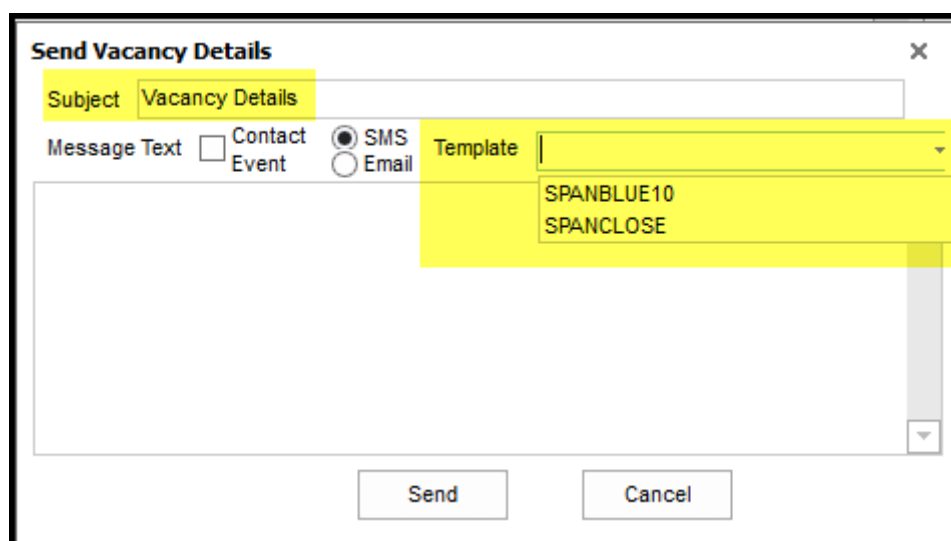 Send Vacancy Details
Subject Vacancy Details
Message Text Contact Event SMS Email Template
SPANBLUE10
SPANCLOSE
Send Cancel